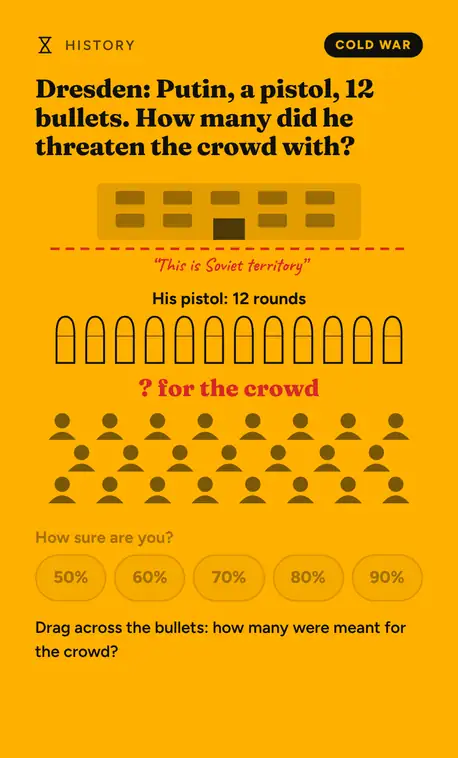 HISTORY
COLD WAR
Dresden: Putin, a pistol, 12
bullets. How many did he
threaten the crowd with?
"This is Soviet territory"
His pistol: 12 rounds
? for the crowd
How sure are you?
50% 60% 70% 80% 90%
Drag across the bullets: how many were meant for
the crowd?